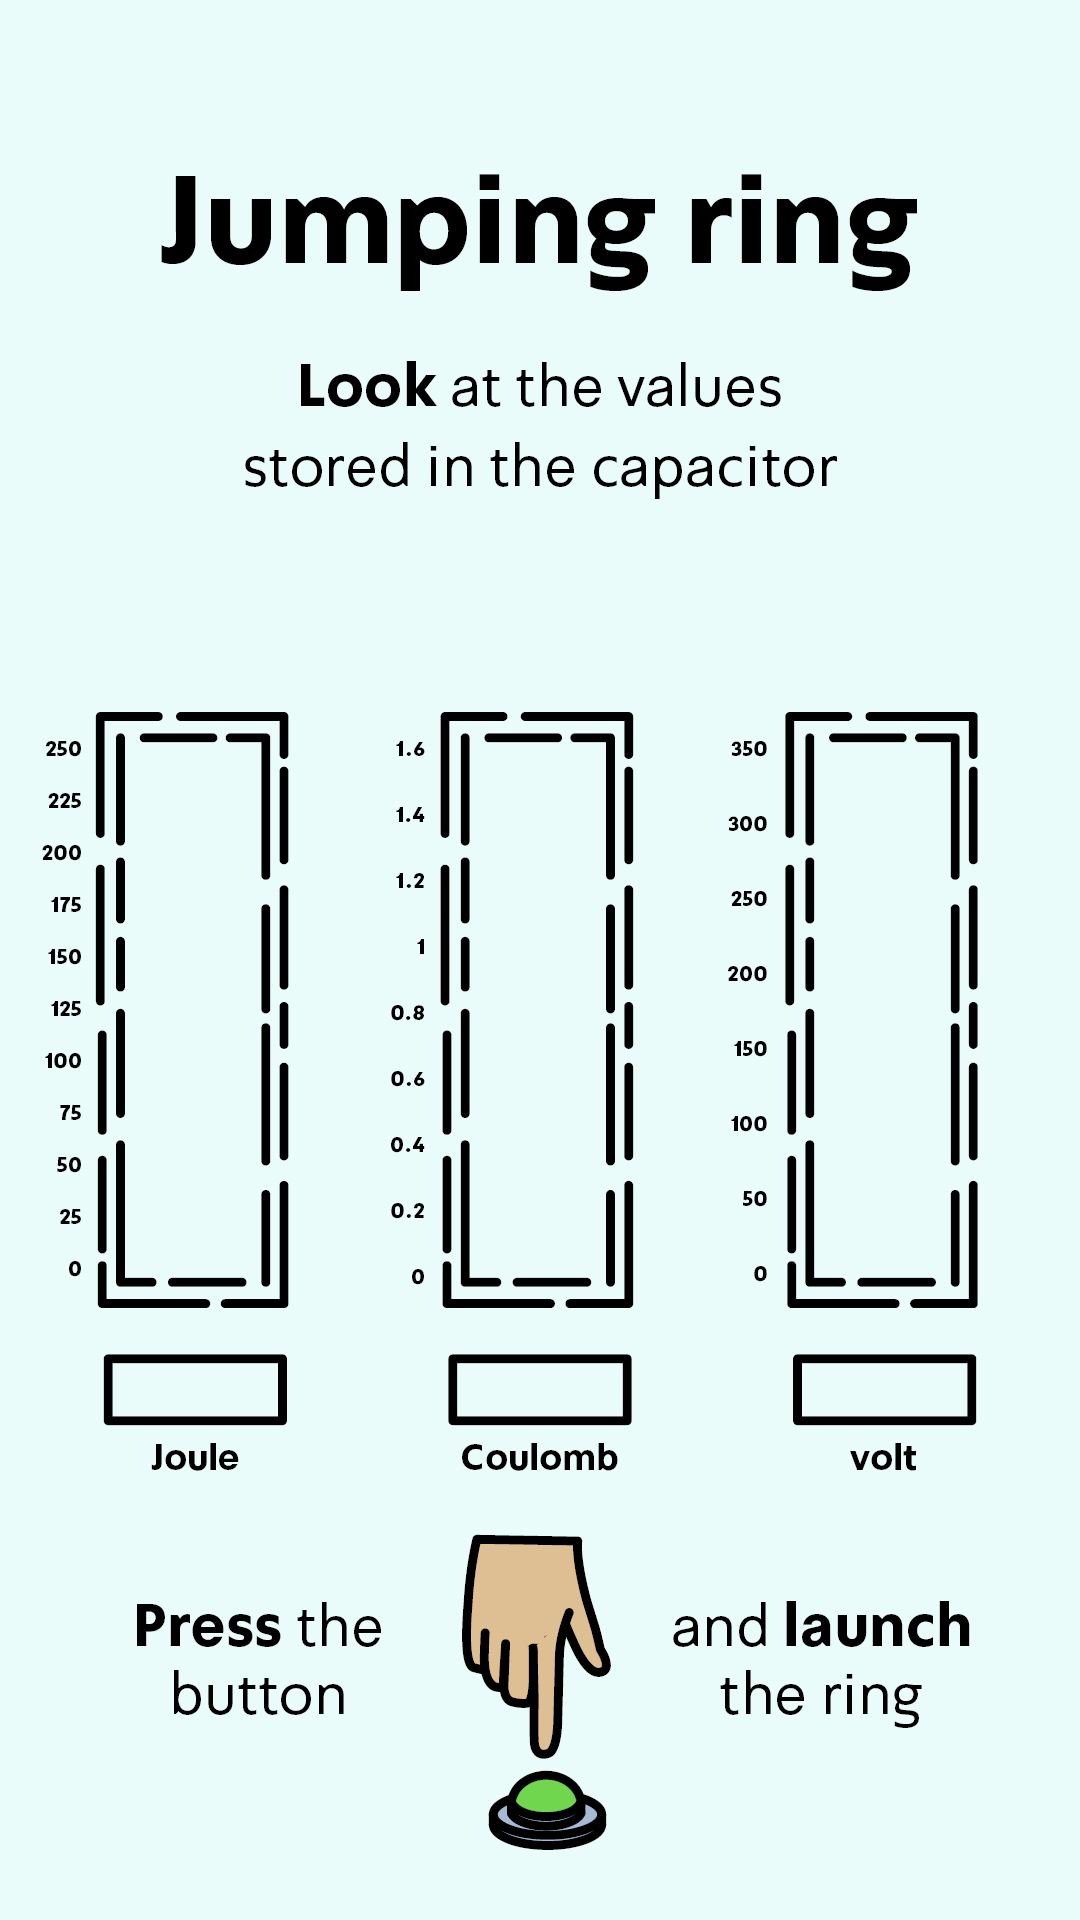 Jumping ring
Look at the values
stored in the capacitor
250
225
200
175
150
125
100
75
50
25
0
1.6
1.4
1.2
1
0.8
0.6
0.4
0.2
0
350
300
250
200
150
100
50
0
Joule
Coulomb
volt
Press the
button
and launch
the ring